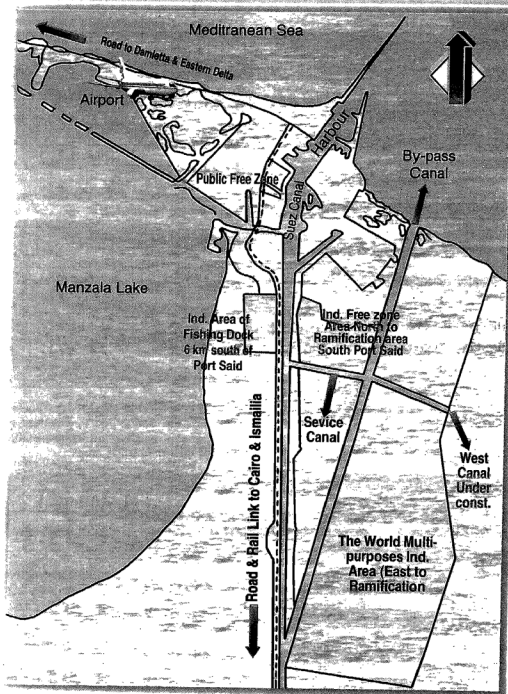 Meditranean Sea
Road to Damietta & Eastern Delta
Airport
Harbour
By-pass
Canal
Public Free Zone
Suez Canal
Manzala Lake
Ind. Area of
Fishing Dock
6 km south of
Port Said
Ind. Free zone
Area North to
Ramification area
South Port Said
Sevice
Canal
West
Canal
Under
const.
Road & Rail Link to Cairo & Ismailia
The World Multi-
purposes Ind.
Area (East to
Ramification